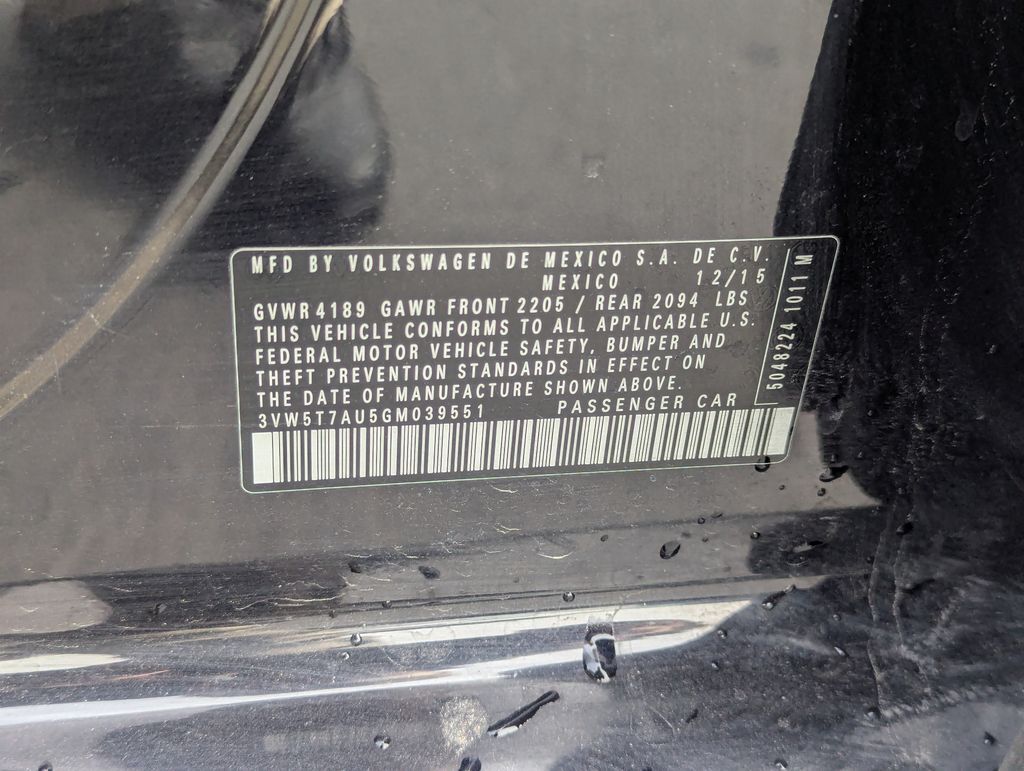 MFD BY VOLKSWAGEN DE MEXICO S.A. DE C.V.
MEXICO 12/15
GVWR 4189 GAWR FRONT 2205 / REAR 2094 LBS
THIS VEHICLE CONFORMS TO ALL APPLICABLE U.S.
FEDERAL MOTOR VEHICLE SAFETY, BUMPER AND
THEFT PREVENTION STANDARDS IN EFFECT ON
THE DATE OF MANUFACTURE SHOWN ABOVE.
3VW5T7AU5GM039551 PASSENGER CAR
5048224 1011 M